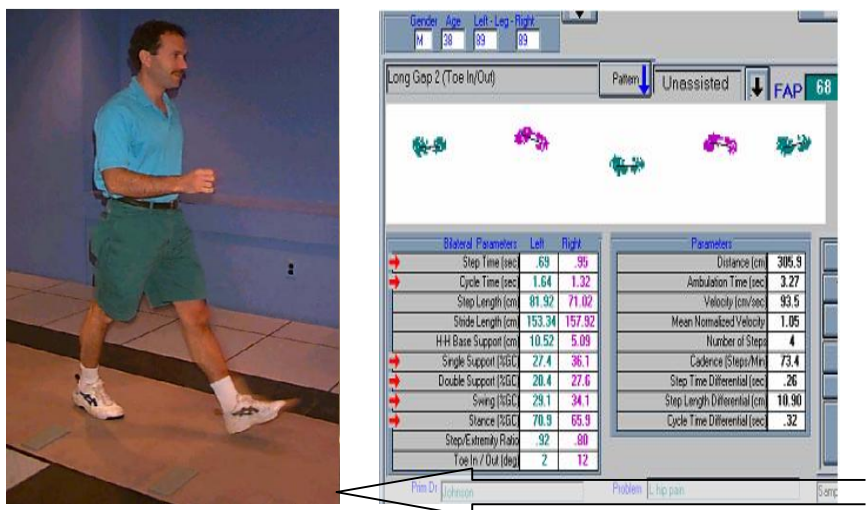 Gender Age Left - Leg - Right
M 38 89 89
Long Gap 2 (Toe In/Out) Pattern Unassisted FAP 68
Bilateral Parameters Left Right
Step Time (sec) .69 .95
Cycle Time (sec) 1.64 1.32
Step Length (cm) 81.92 71.02
Stride Length (cm) 153.34 157.92
H-H Base Support (cm) 10.52 5.09
Single Support (%GC) 27.4 36.1
Double Support (%GC) 20.4 27.6
Swing (%GC) 29.1 34.1
Stance (%GC) 70.9 65.9
Step/Extremity Ratio .92 .80
Toe In / Out (deg) 2 12
Parameters
Distance (cm) 305.9
Ambulation Time (sec) 3.27
Velocity (cm/sec) 93.5
Mean Normalized Velocity 1.05
Number of Steps 4
Cadence (Steps/Min) 73.4
Step Time Differential (sec) .26
Step Length Differential (cm) 10.90
Cycle Time Differential (sec) .32
Prim Dr Johnson Problem L hip pain Samp